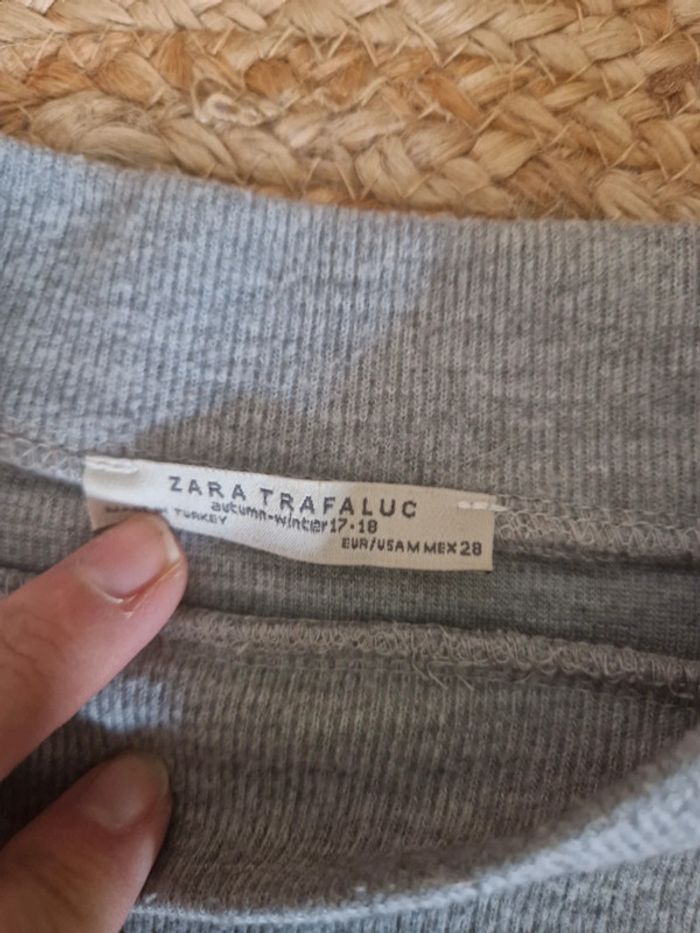 ZARA TRAFALUC
autumn-winter 17-18
TURKEY
EUR/USA M MEX 28